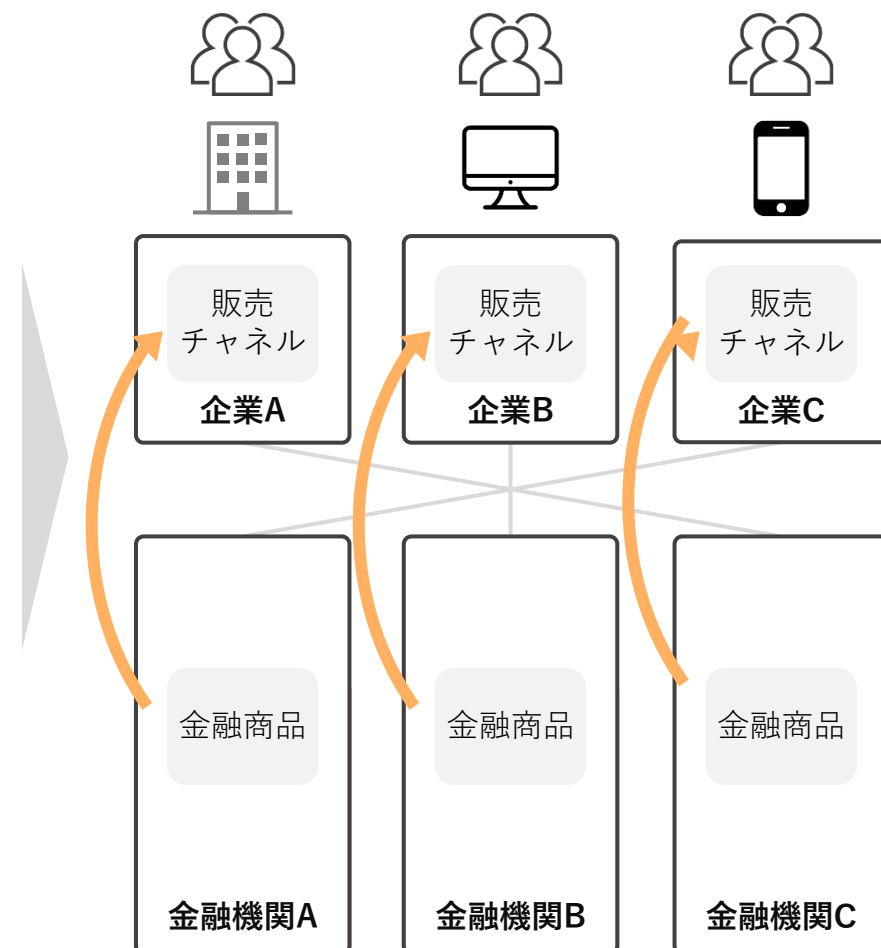 販売
チャネル
企業A
販売
チャネル
企業B
販売
チャネル
企業C
金融商品
金融機関A
金融商品
金融機関B
金融商品
金融機関C